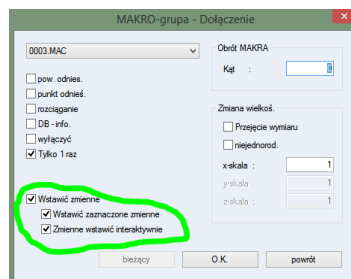 MAKRO-grupa - Dołączenie
0003.MAC
Obrót MAKRA
Kąt :
pow. odnies.
punkt odnieś.
rozciąganie
DB - info.
wyłączyć
Tylko 1 raz
Zmiana wielkoś.
Przejęcie wymiaru
niejednorod.
x-skala : 1
y-skala : 1
z-skala : 1
Wstawić zmienne
Wstawić zaznaczone zmienne
Zmienne wstawić interaktywnie
bieżący
O.K.
powrót